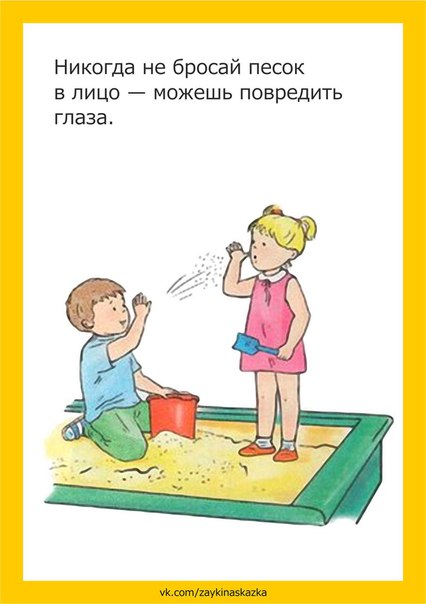 Никогда не бросай песок
в лицо — можешь повредить
глаза.
vk.com/zaykinaskazka